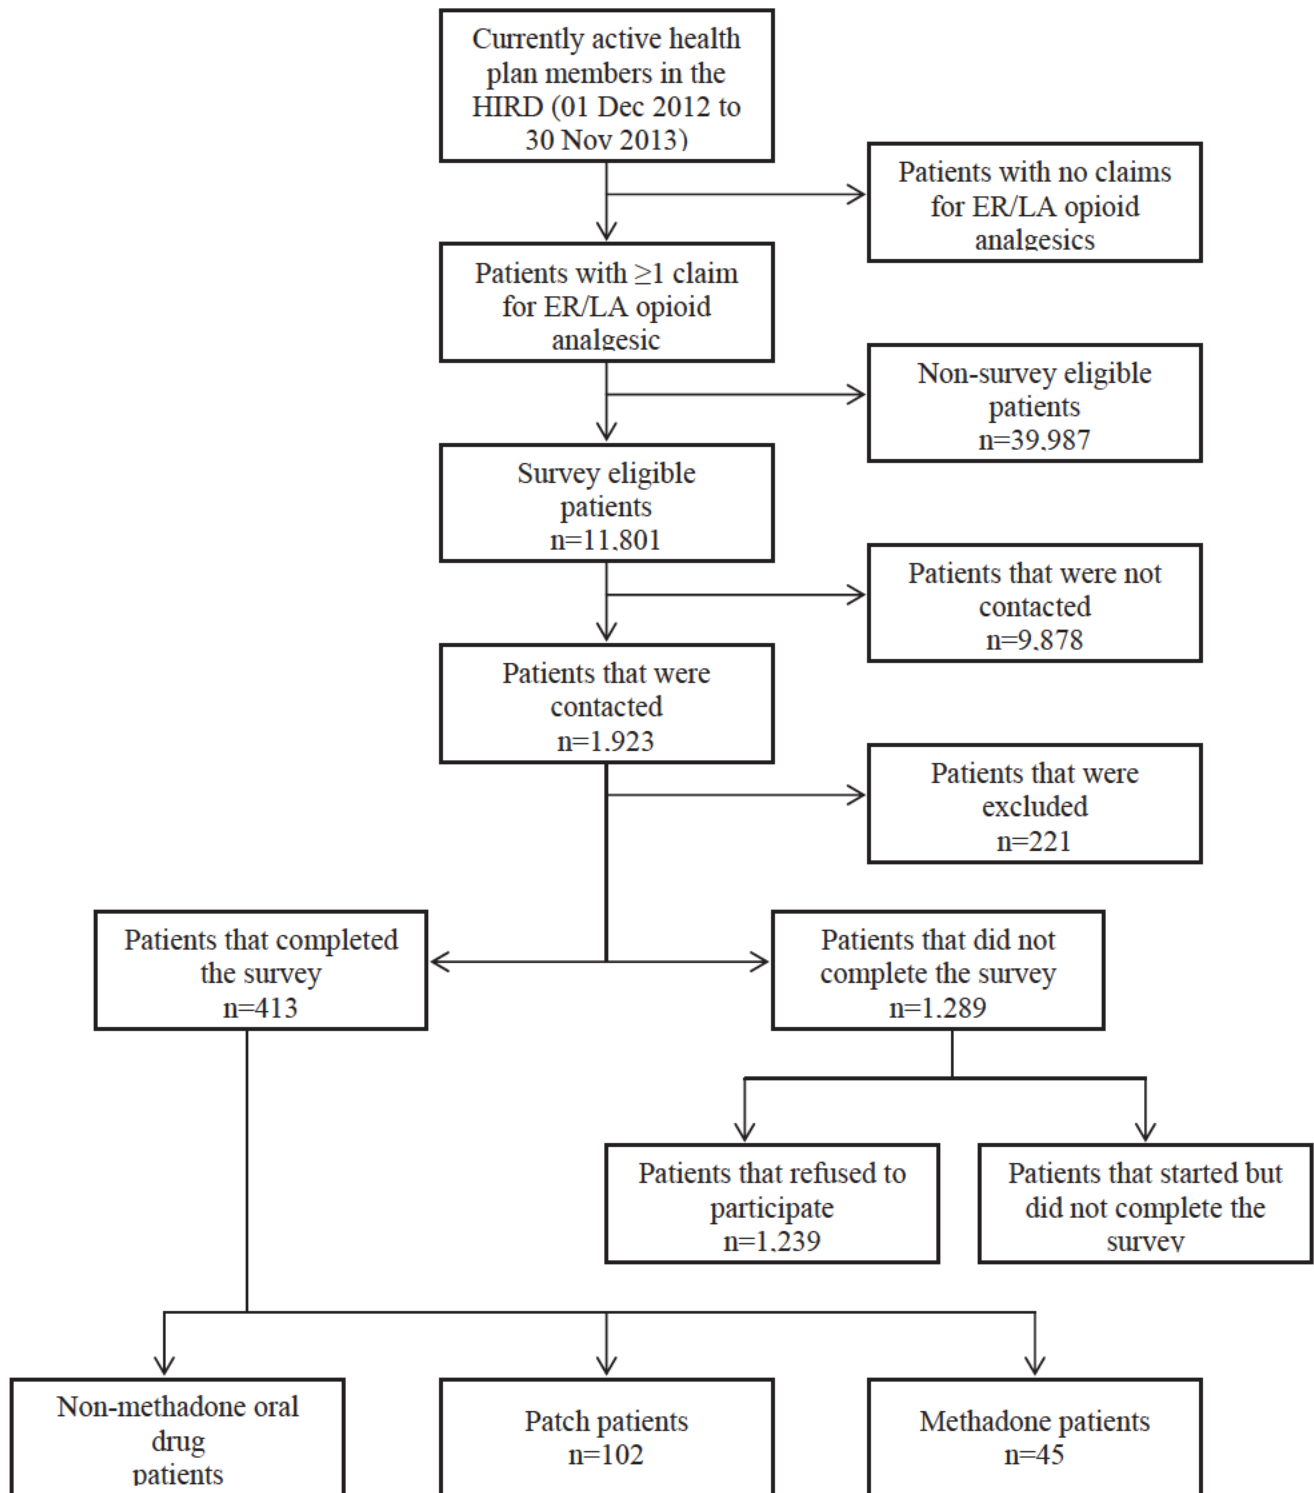 Currently active health
plan members in the
HIRD (01 Dec 2012 to
30 Nov 2013)
Patients with no claims
for ER/LA opioid
analgesics
Patients with ≥1 claim
for ER/LA opioid
analgesic
Non-survey eligible
patients
n=39,987
Survey eligible
patients
n=11,801
Patients that were not
contacted
n=9,878
Patients that were
contacted
n=1,923
Patients that were
excluded
n=221
Patients that completed
the survey
n=413
Patients that did not
complete the survey
n=1,289
Patients that refused to
participate
n=1,239
Patients that started but
did not complete the
survey
Non-methadone oral
drug
patients
Patch patients
n=102
Methadone patients
n=45